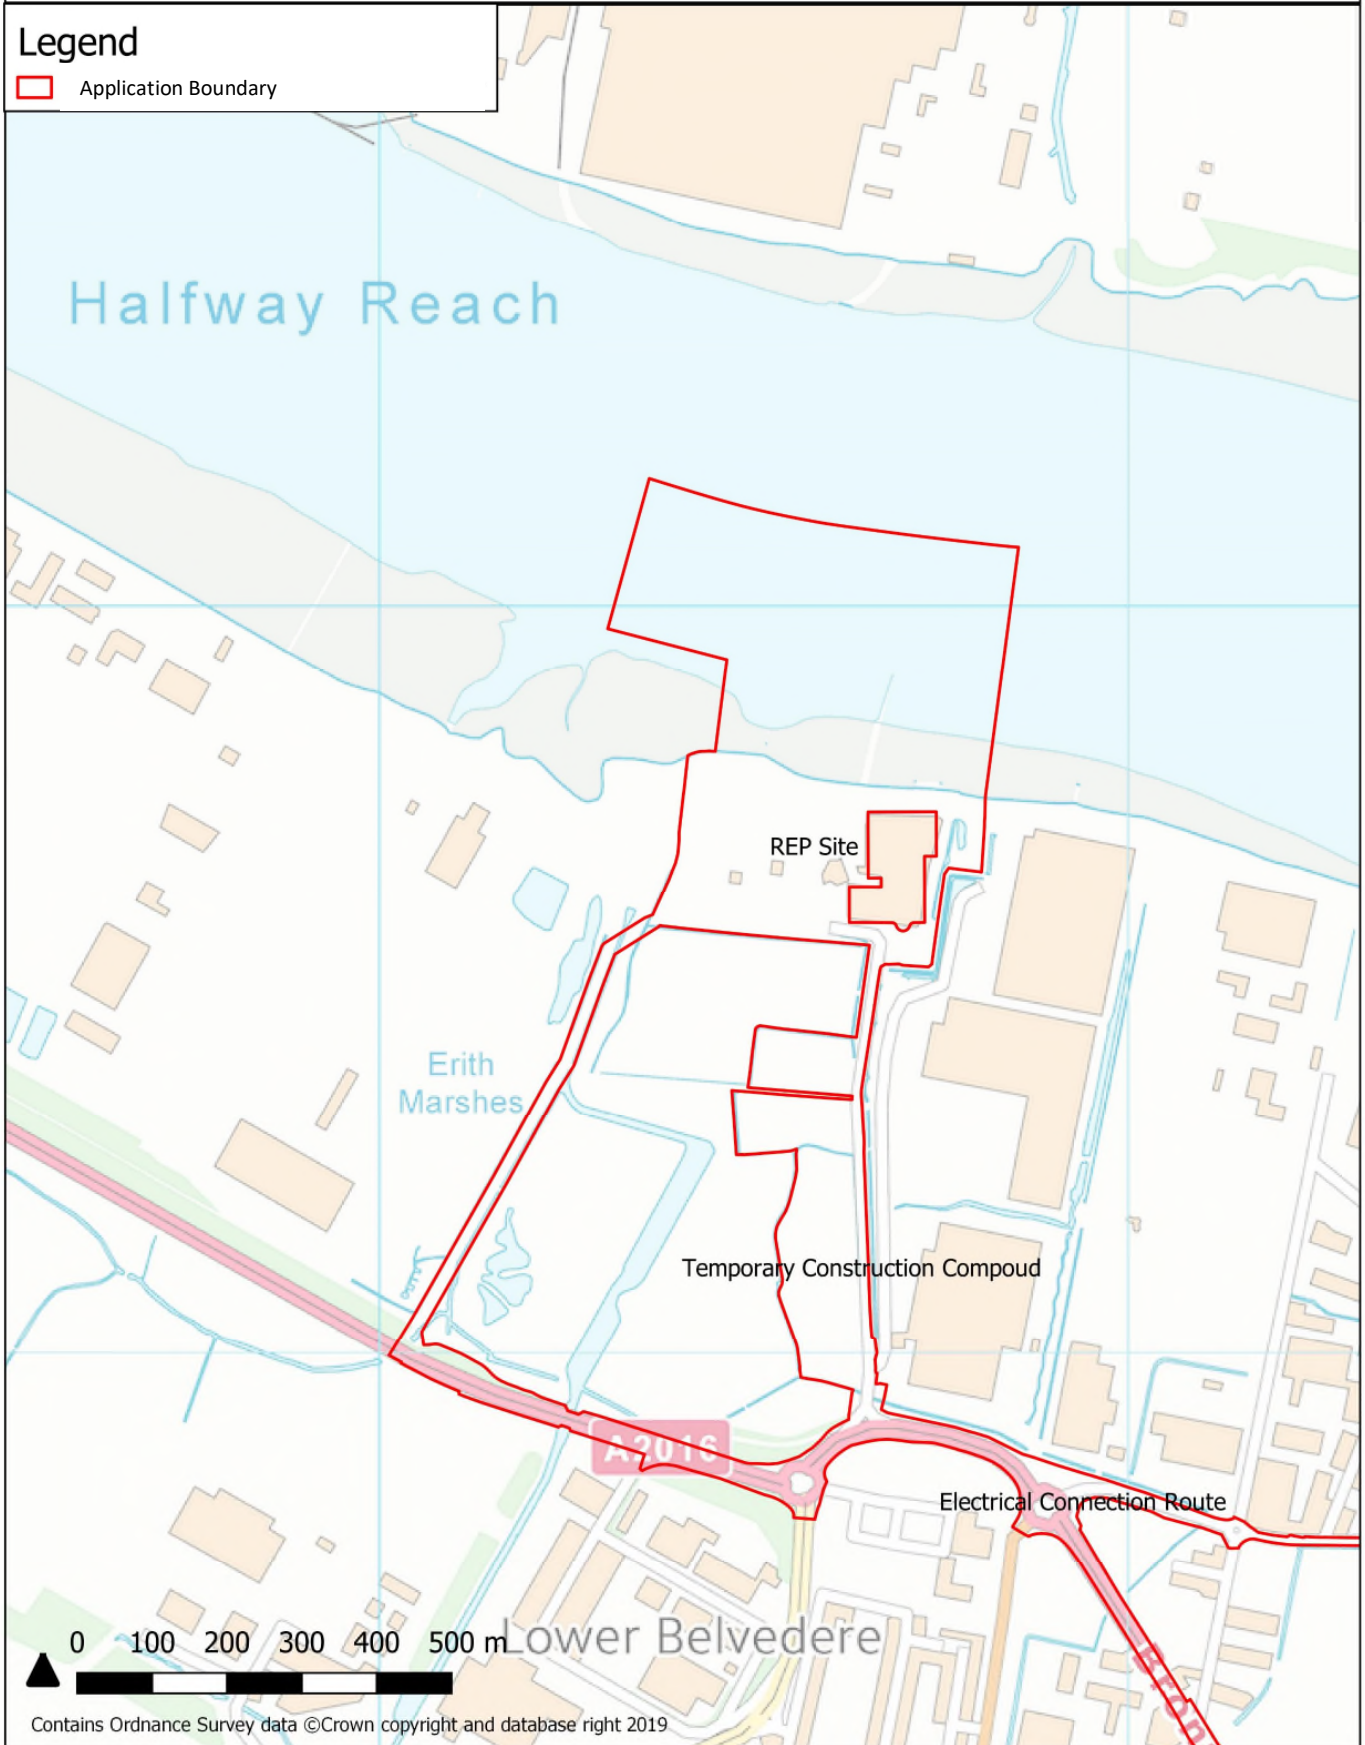 Legend
Application Boundary
Halfway Reach
REP Site
Erith
Marshes
Temporary Construction Compoud
A2016
Electrical Connection Route
Lower Belvedere
0 100 200 300 400 500 m
Contains Ordnance Survey data ©Crown copyright and database right 2019